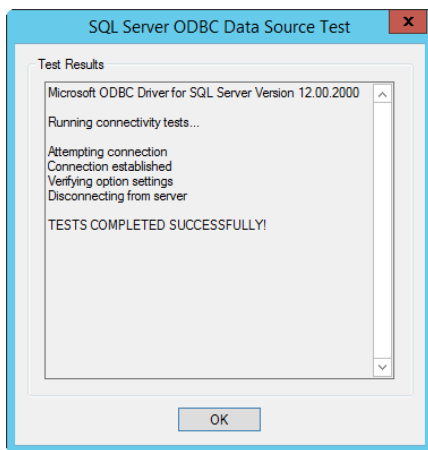 SQL Server ODBC Data Source Test
x
Test Results
Microsoft ODBC Driver for SQL Server Version 12.00.2000
Running connectivity tests...
Attempting connection
Connection established
Verifying option settings
Disconnecting from server
TESTS COMPLETED SUCCESSFULLY!
OK